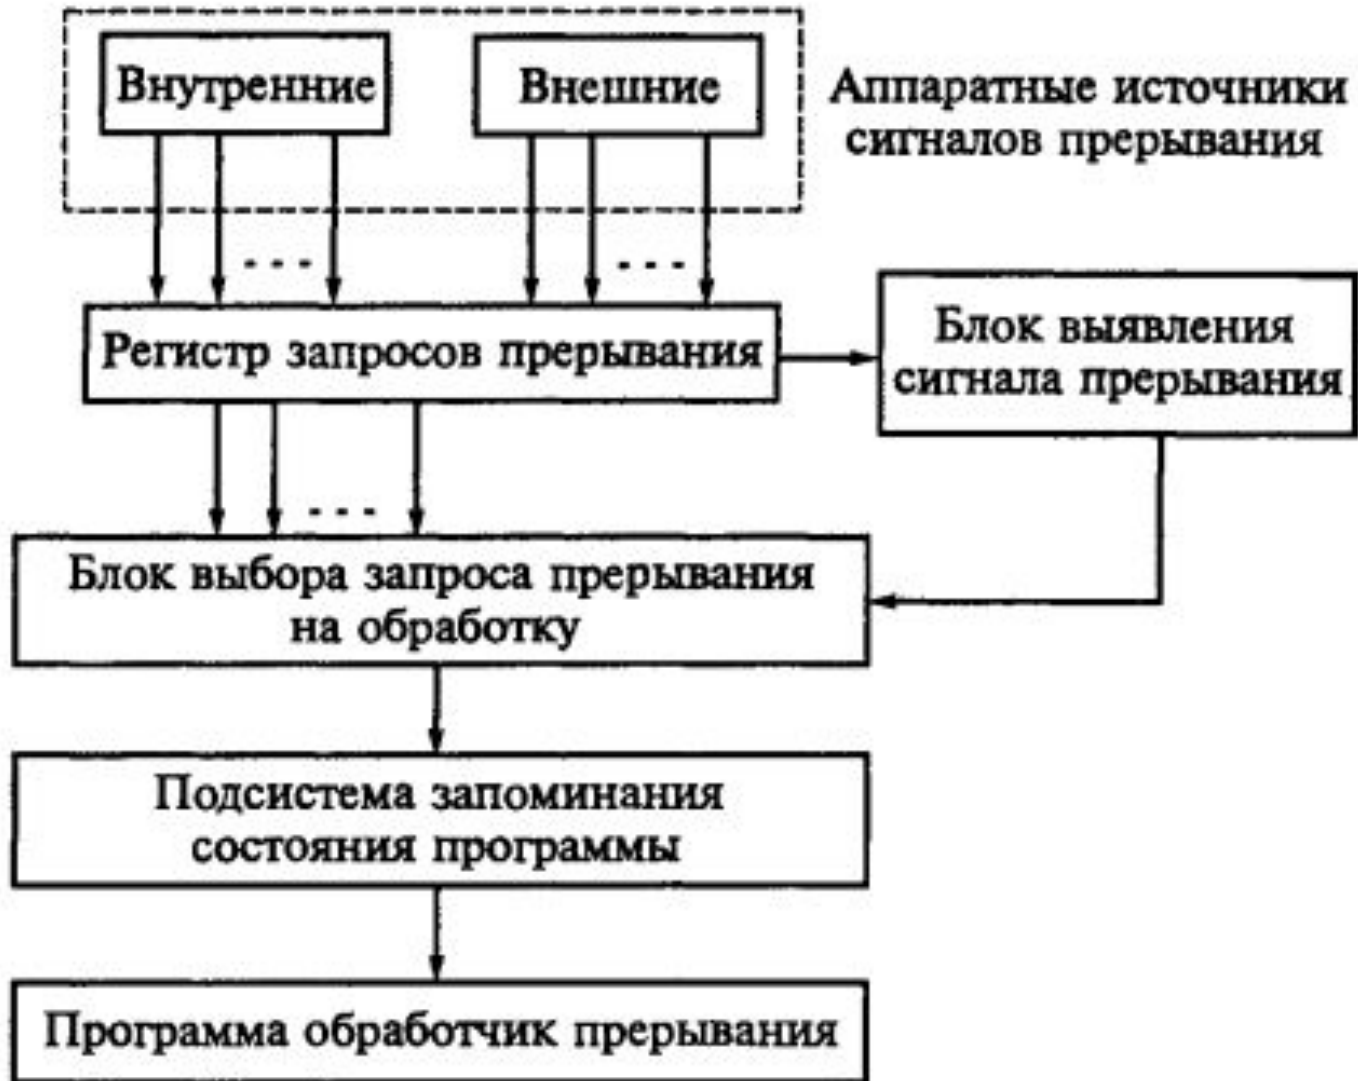 Внутренние
Внешние
Аппаратные источники
сигналов прерывания
Регистр запросов прерывания
Блок выявления
сигнала прерывания
Блок выбора запроса прерывания
на обработку
Подсистема запоминания
состояния программы
Программа обработчик прерывания